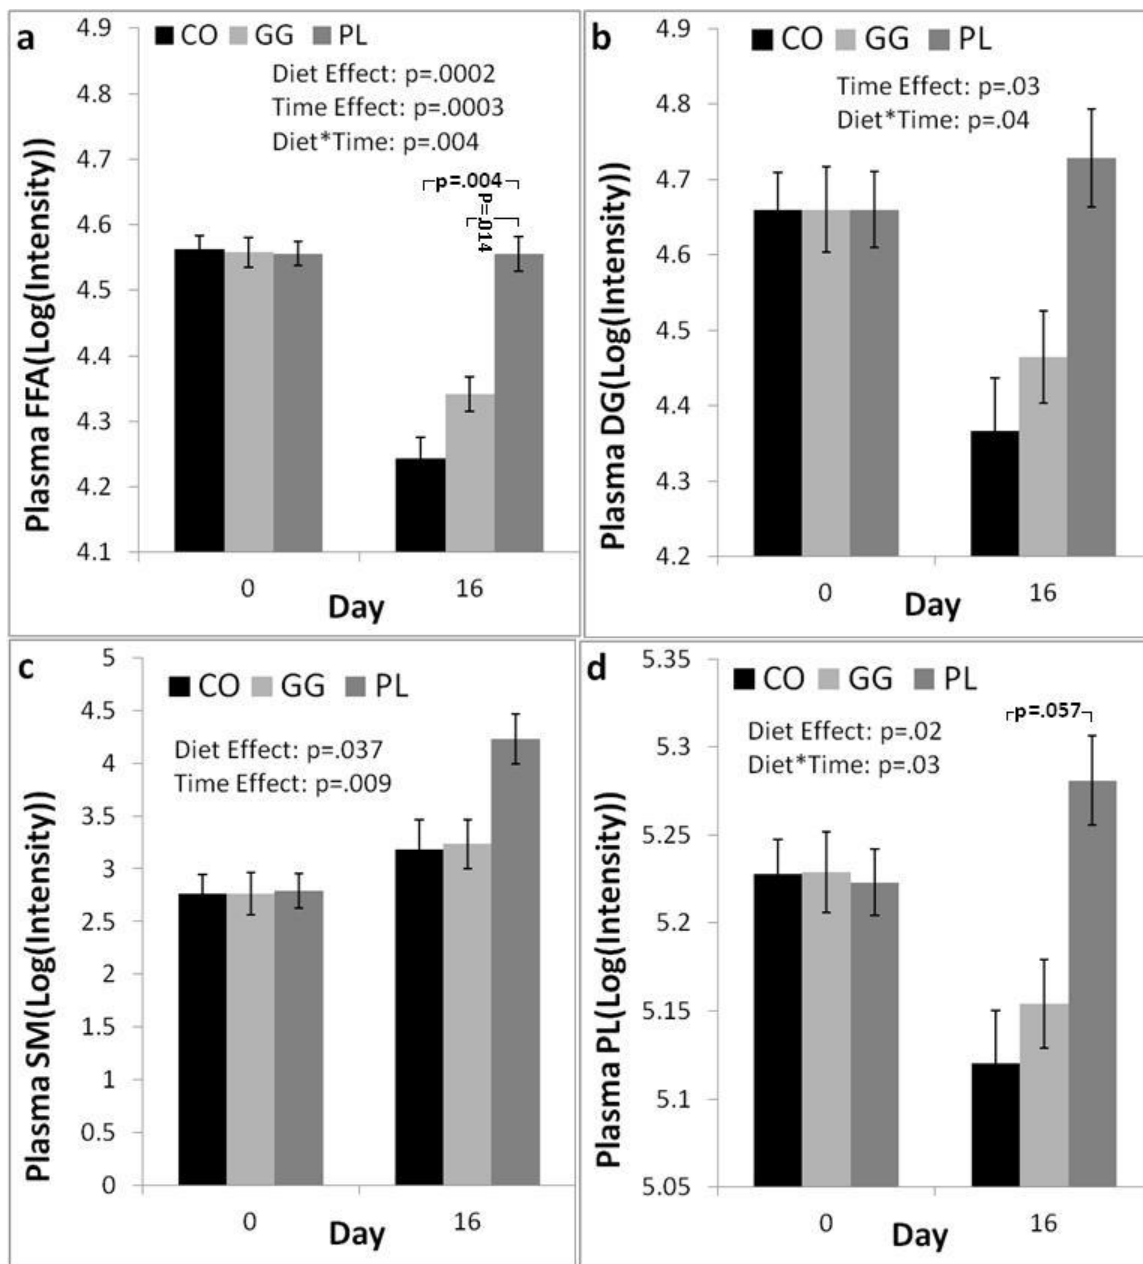 a
CO GG PL
Diet Effect: p=.0002
Time Effect: p=.0003
Diet*Time: p=.004
p=.004
p=.014
Plasma FFA(Log(Intensity))
4.9
4.8
4.7
4.6
4.5
4.4
4.3
4.2
4.1
0 16
Day
b
CO GG PL
Time Effect: p=.03
Diet*Time: p=.04
Plasma DG(Log(Intensity))
4.9
4.8
4.7
4.6
4.5
4.4
4.3
4.2
0 16
Day
c
CO GG PL
Diet Effect: p=.037
Time Effect: p=.009
Plasma SM(Log(Intensity))
5
4.5
4
3.5
3
2.5
2
1.5
1
0.5
0
0 16
Day
d
CO GG PL
p=.057
Diet Effect: p=.02
Diet*Time: p=.03
Plasma PL(Log(Intensity))
5.35
5.3
5.25
5.2
5.15
5.1
5.05
0 16
Day